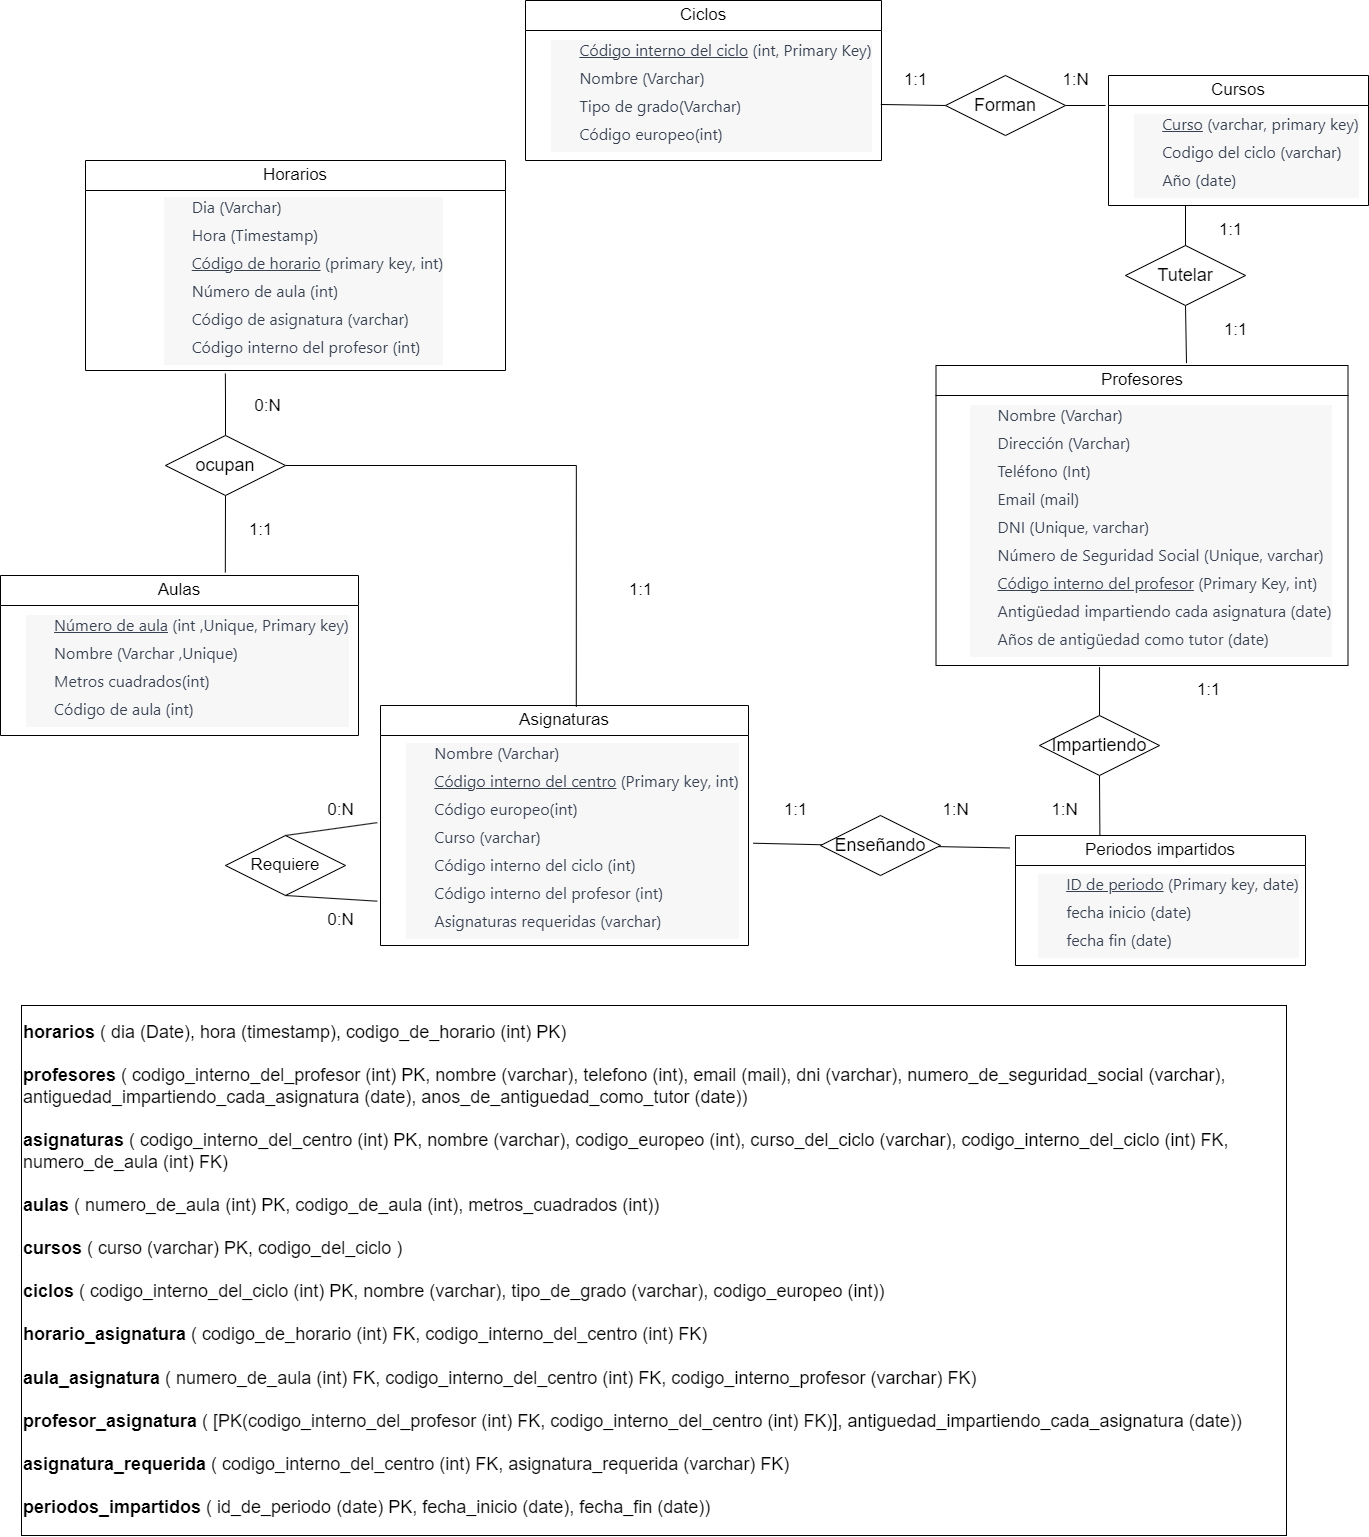 Ciclos
Código interno del ciclo (int, Primary Key)
Nombre (Varchar)
Tipo de grado(Varchar)
Código europeo(int)
1:1
Forman
1:N
Cursos
Curso (varchar, primary key)
Codigo del ciclo (varchar)
Año (date)
Horarios
Dia (Varchar)
Hora (Timestamp)
Código de horario (primary key, int)
Número de aula (int)
Código de asignatura (varchar)
Código interno del profesor (int)
1:1
Tutelar
1:1
Profesores
Nombre (Varchar)
Dirección (Varchar)
Teléfono (Int)
Email (mail)
DNI (Unique, varchar)
Número de Seguridad Social (Unique, varchar)
Código interno del profesor (Primary Key, int)
Antigüedad impartiendo cada asignatura (date)
Años de antigüedad como tutor (date)
0:N
ocupan
1:1
1:1
Aulas
Número de aula (int ,Unique, Primary key)
Nombre (Varchar ,Unique)
Metros cuadrados(int)
Código de aula (int)
Asignaturas
Nombre (Varchar)
Código interno del centro (Primary key, int)
Código europeo(int)
Curso (varchar)
Código interno del ciclo (int)
Código interno del profesor (int)
Asignaturas requeridas (varchar)
0:N
Requiere
0:N
1:1
Impartiendo
1:N
1:1
Enseñando
1:N
Periodos impartidos
ID de periodo (Primary key, date)
fecha inicio (date)
fecha fin (date)
horarios ( dia (Date), hora (timestamp), codigo_de_horario (int) PK)
profesores ( codigo_interno_del_profesor (int) PK, nombre (varchar), telefono (int), email (mail), dni (varchar), numero_de_seguridad_social (varchar),
antiguedad_impartiendo_cada_asignatura (date), anos_de_antiguedad_como_tutor (date))
asignaturas ( codigo_interno_del_centro (int) PK, nombre (varchar), codigo_europeo (int), curso_del_ciclo (varchar), codigo_interno_del_ciclo (int) FK,
numero_de_aula (int) FK)
aulas ( numero_de_aula (int) PK, codigo_de_aula (int), metros_cuadrados (int))
cursos ( curso (varchar) PK, codigo_del_ciclo )
ciclos ( codigo_interno_del_ciclo (int) PK, nombre (varchar), tipo_de_grado (varchar), codigo_europeo (int))
horario_asignatura ( codigo_de_horario (int) FK, codigo_interno_del_centro (int) FK)
aula_asignatura ( numero_de_aula (int) FK, codigo_interno_del_centro (int) FK, codigo_interno_profesor (varchar) FK)
profesor_asignatura ( [PK(codigo_interno_del_profesor (int) FK, codigo_interno_del_centro (int) FK)], antiguedad_impartiendo_cada_asignatura (date))
asignatura_requerida ( codigo_interno_del_centro (int) FK, asignatura_requerida (varchar) FK)
periodos_impartidos ( id_de_periodo (date) PK, fecha_inicio (date), fecha_fin (date))